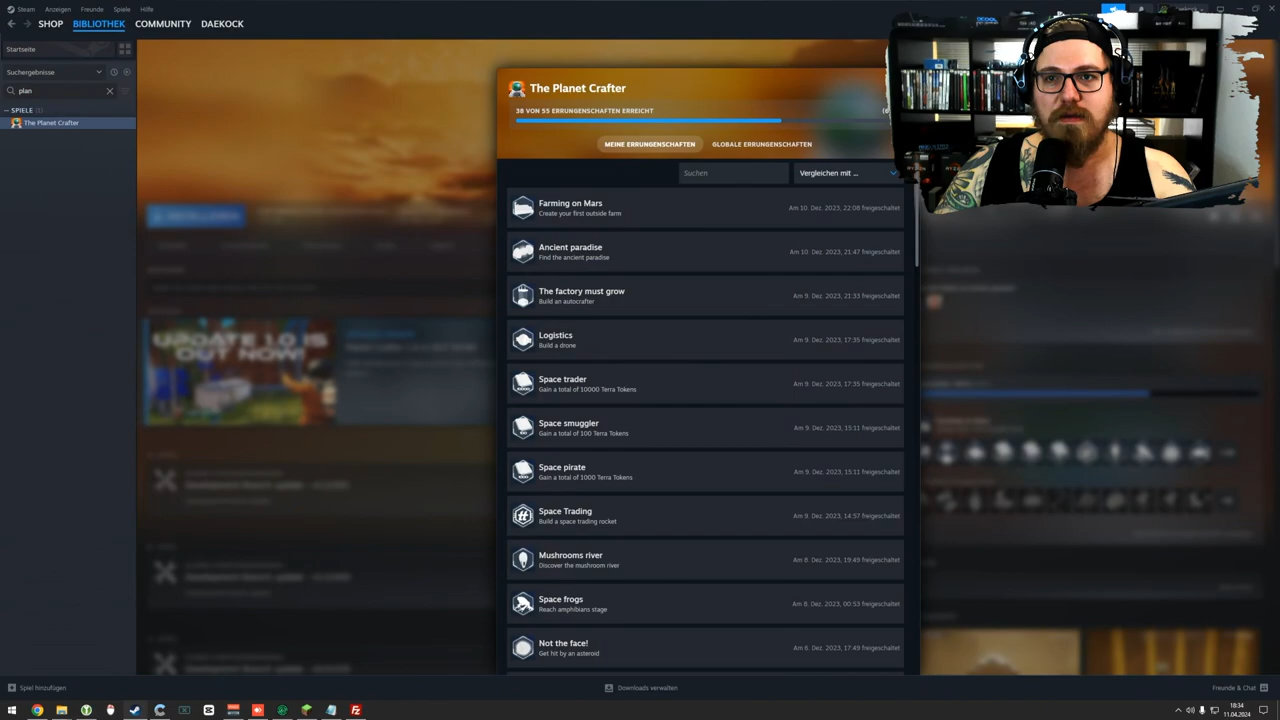 Steam Anzeigen Freunde Spiele Hilfe
SHOP BIBLIOTHEK COMMUNITY DAEKOCK
Startseite
Suchergebnisse
plan
SPIELE
The Planet Crafter
The Planet Crafter
38 VON 55 ERRUNGENSCHAFTEN ERREICHT
MEINE ERRUNGENSCHAFTEN GLOBALE ERRUNGENSCHAFTEN
Suchen Vergleichen mit ...
Farming on Mars
Create your first outside farm
Am 10. Dez. 2023, 22:08 freigeschaltet
Ancient paradise
Find the ancient paradise
Am 10. Dez. 2023, 21:47 freigeschaltet
The factory must grow
Build an autocrafter
Am 9. Dez. 2023, 21:33 freigeschaltet
Logistics
Build a drone
Am 9. Dez. 2023, 17:35 freigeschaltet
Space trader
Gain a total of 10000 Terra Tokens
Am 9. Dez. 2023, 17:35 freigeschaltet
Space smuggler
Gain a total of 100 Terra Tokens
Am 9. Dez. 2023, 15:11 freigeschaltet
Space pirate
Gain a total of 1000 Terra Tokens
Am 9. Dez. 2023, 15:11 freigeschaltet
Space Trading
Build a space trading rocket
Am 9. Dez. 2023, 14:57 freigeschaltet
Mushrooms river
Discover the mushroom river
Am 8. Dez. 2023, 19:49 freigeschaltet
Space frogs
Reach amphibians stage
Am 8. Dez. 2023, 00:53 freigeschaltet
Not the face!
Get hit by an asteroid
Am 6. Dez. 2023, 17:49 freigeschaltet
UPDATE 1.0 IS
OUT NOW!
Spiel hinzufügen Downloads verwalten Freunde & Chat
18:34
11.04.2024